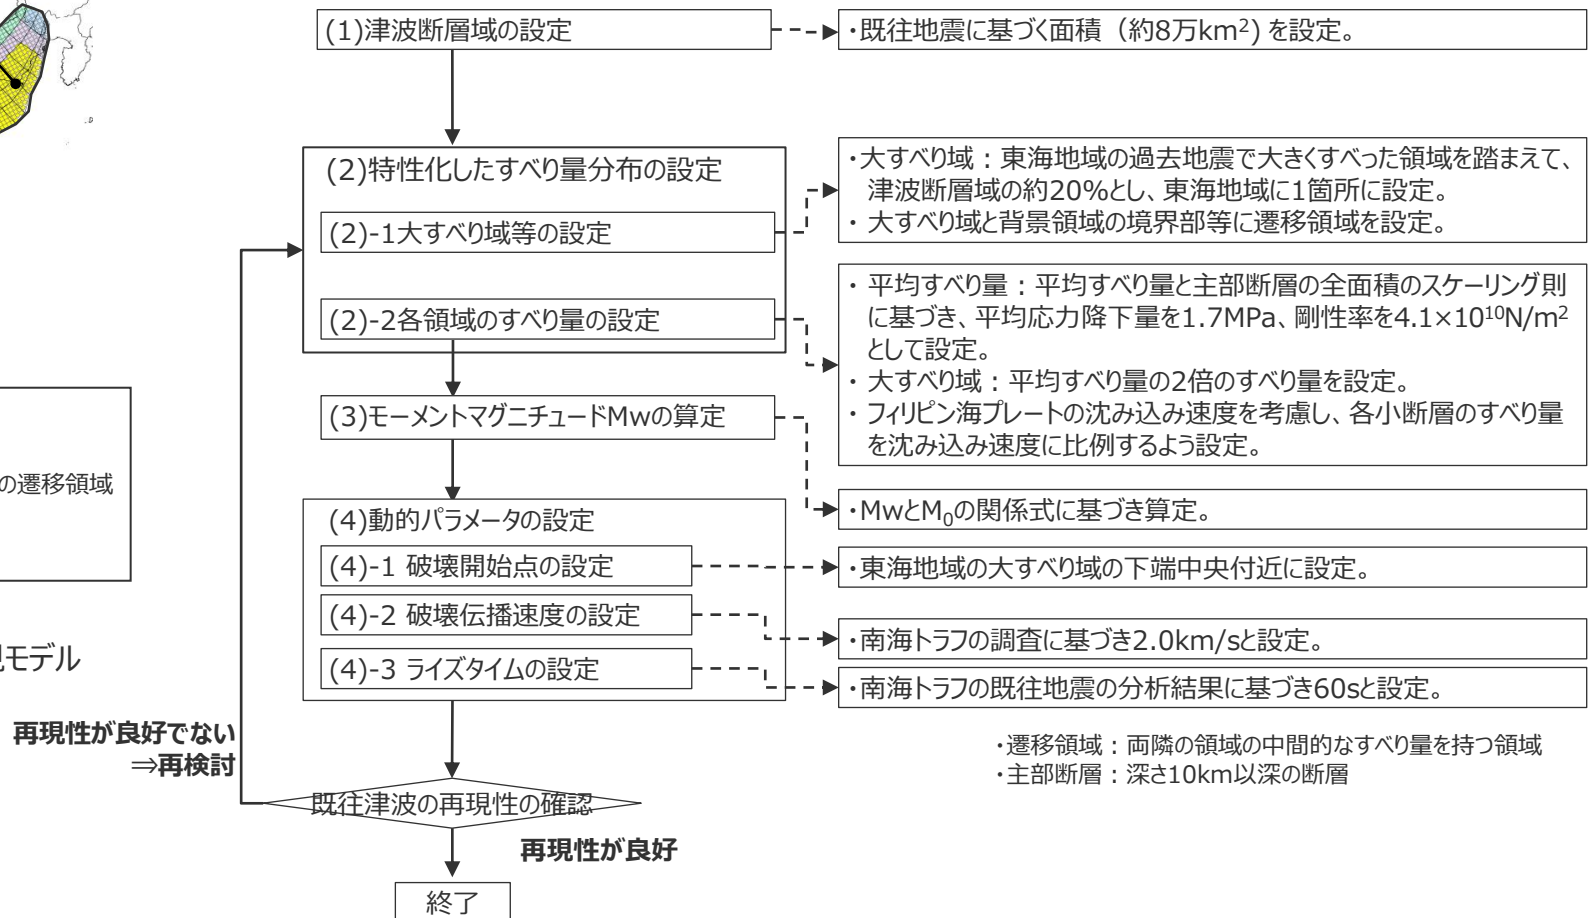 (1)津波断層域の設定
・既往地震に基づく面積（約8万km²) を設定。
(2)特性化したすべり量分布の設定
(2)-1大すべり域等の設定
・大すべり域：東海地域の過去地震で大きくすべった領域を踏まえて、
津波断層域の約20%とし、東海地域に1箇所に設定。
・ 大すべり域と背景領域の境界部等に遷移領域を設定。
(2)-2各領域のすべり量の設定
・ 平均すべり量：平均すべり量と主部断層の全面積のスケーリング則
に基づき、平均応力降下量を1.7MPa、剛性率を4.1×10¹⁰N/m²
として設定。
・ 大すべり域：平均すべり量の2倍のすべり量を設定。
・ フィリピン海プレートの沈み込み速度を考慮し、各小断層のすべり量
を沈み込み速度に比例するよう設定。
(3)モーメントマグニチュードMwの算定
・MwとM₀の関係式に基づき算定。
の遷移領域
(4)動的パラメータの設定
(4)-1 破壊開始点の設定
・東海地域の大すべり域の下端中央付近に設定。
(4)-2 破壊伝播速度の設定
・南海トラフの調査に基づき2.0km/sと設定。
(4)-3 ライズタイムの設定
・南海トラフの既往地震の分析結果に基づき60sと設定。
モデル
再現性が良好でない
⇒再検討
・遷移領域：両隣の領域の中間的なすべり量を持つ領域
・主部断層：深さ10km以深の断層
既往津波の再現性の確認
再現性が良好
終了